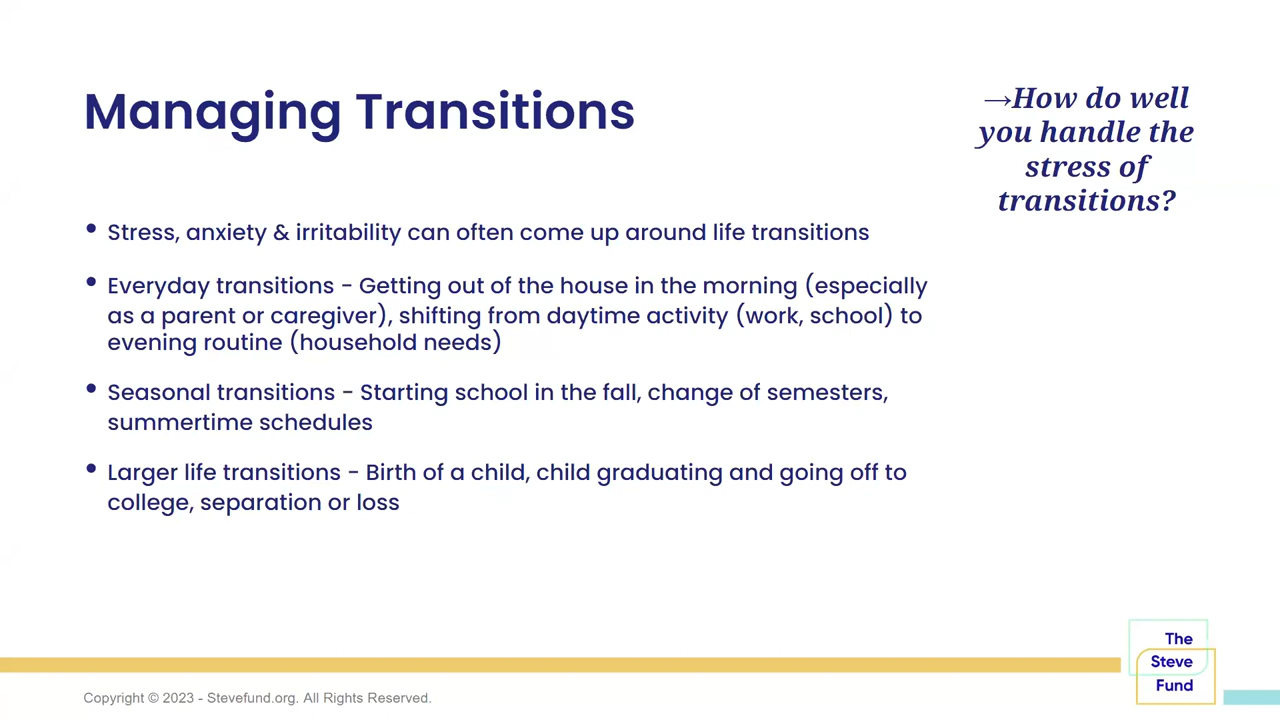 Managing Transitions
→How do well
you handle the
stress of
transitions?
• Stress, anxiety & irritability can often come up around life transitions
• Everyday transitions - Getting out of the house in the morning (especially
as a parent or caregiver), shifting from daytime activity (work, school) to
evening routine (household needs)
• Seasonal transitions - Starting school in the fall, change of semesters,
summertime schedules
• Larger life transitions - Birth of a child, child graduating and going off to
college, separation or loss
The
Steve
Fund
Copyright © 2023 - Stevefund.org. All Rights Reserved.